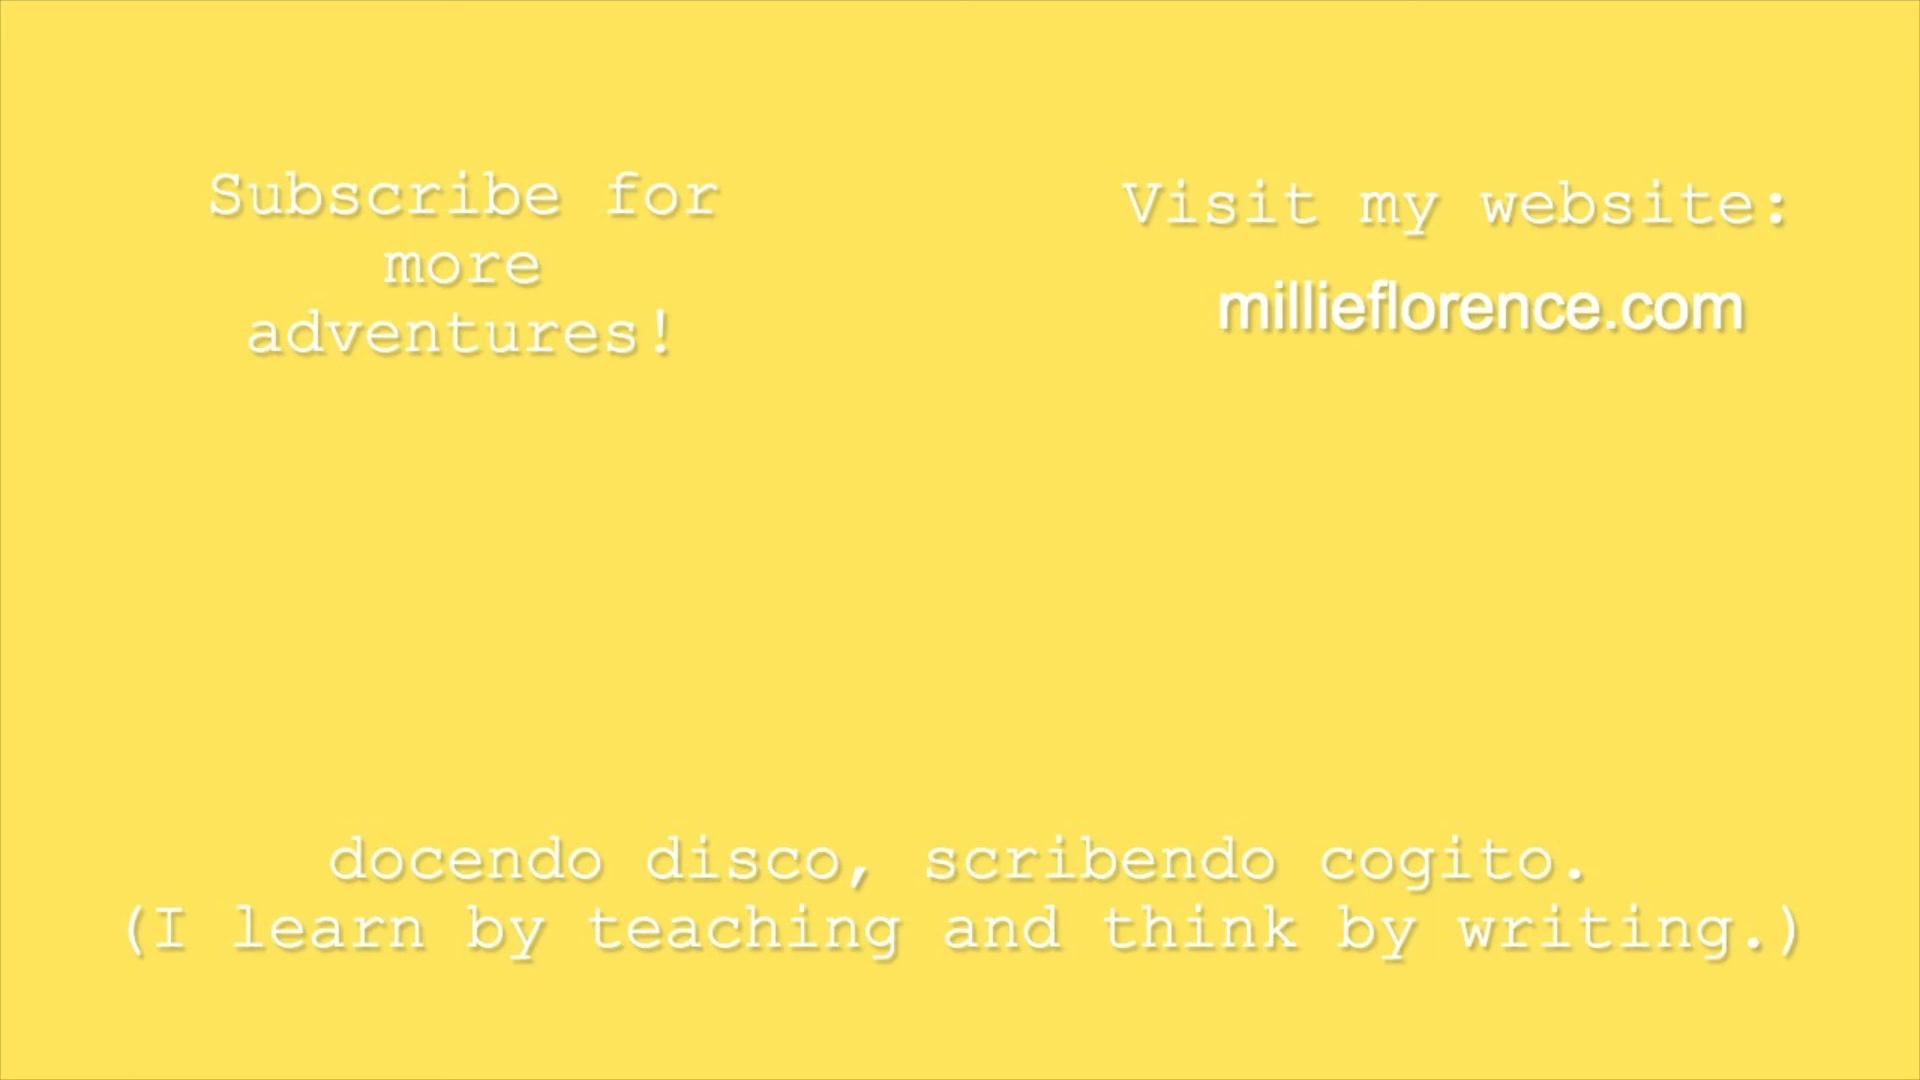 Subscribe for
more
adventures!
Visit my website:
millieflorence.com
docendo disco, scribendo cogito.
(I learn by teaching and think by writing.)